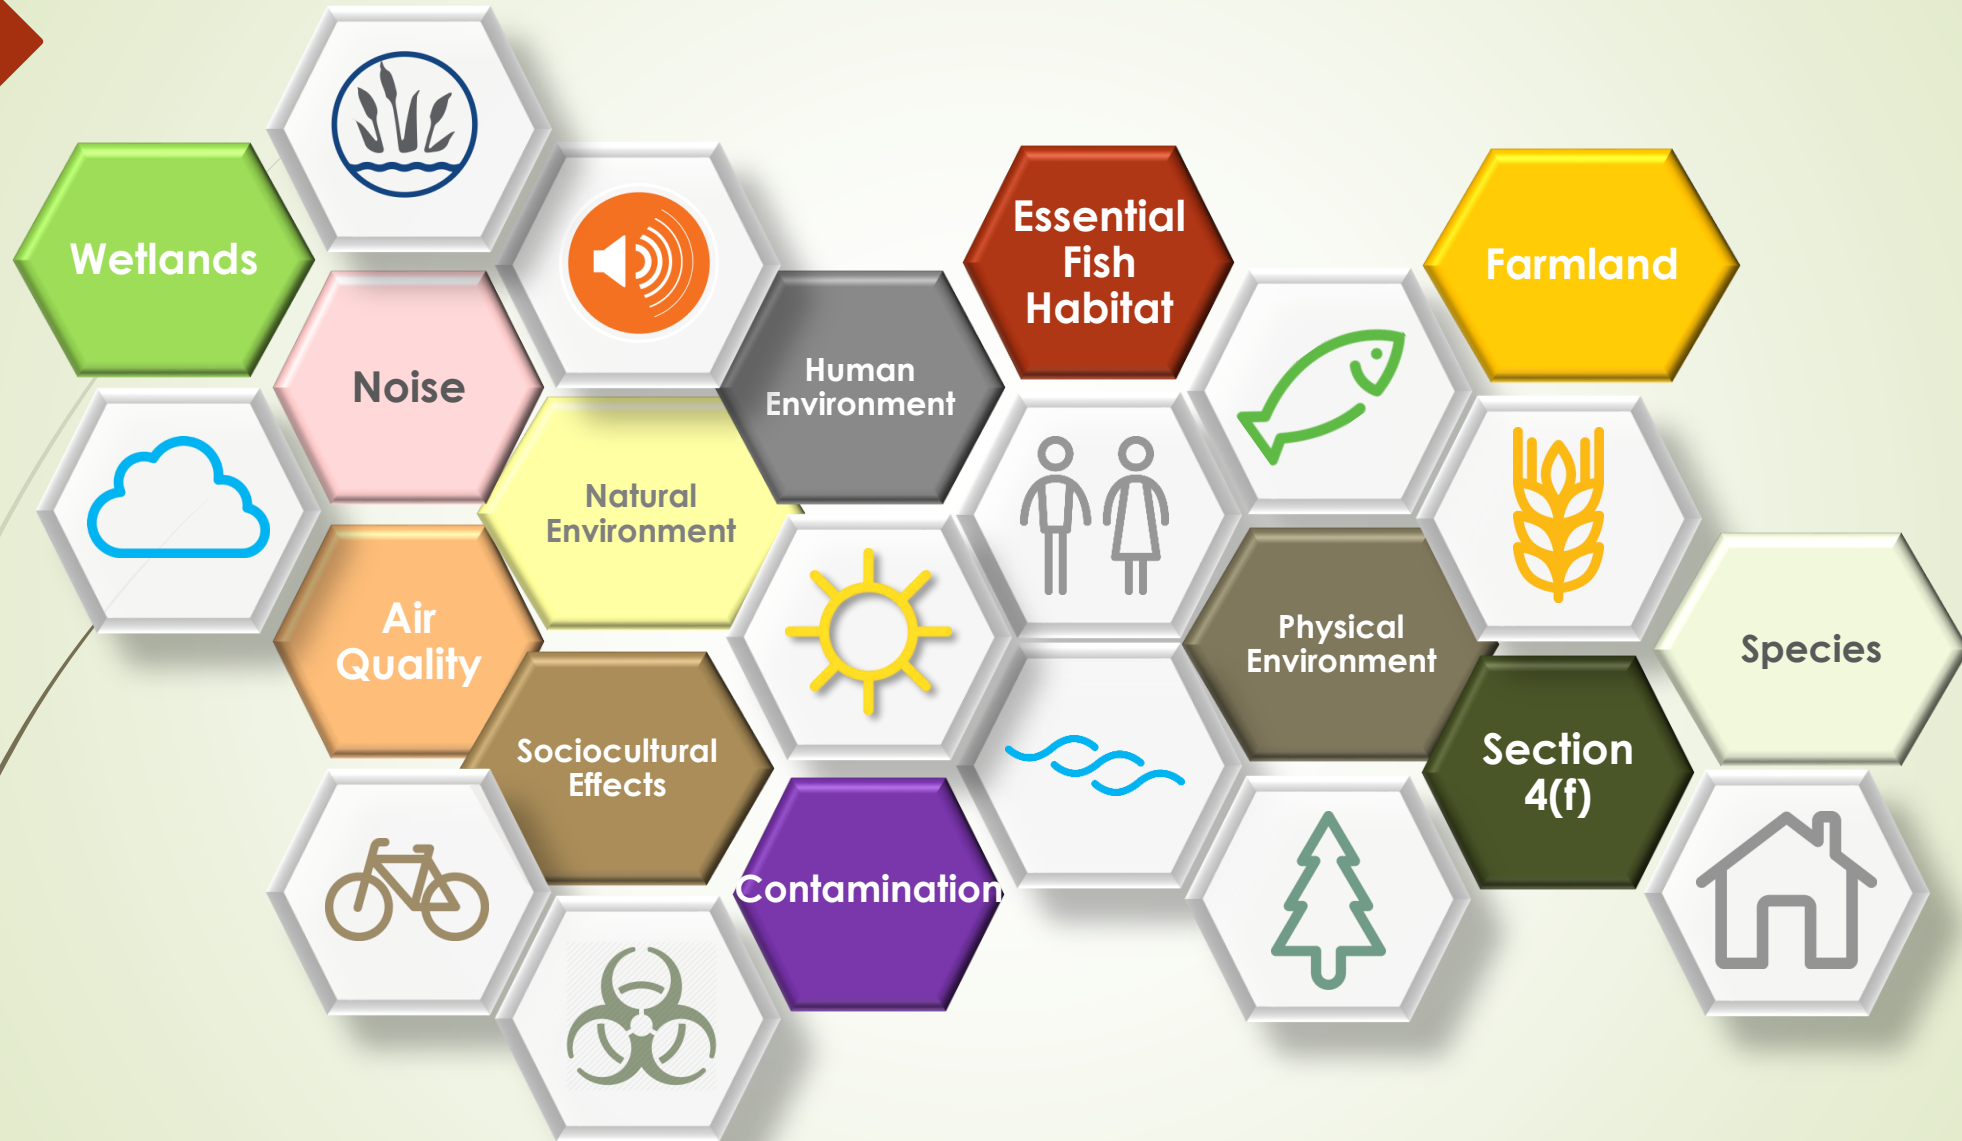 Wetlands
Noise
Human
Environment
Essential
Fish
Habitat
Farmland
Natural
Environment
Air
Quality
Sociocultural
Effects
Contamination
Physical
Environment
Section
4(f)
Species